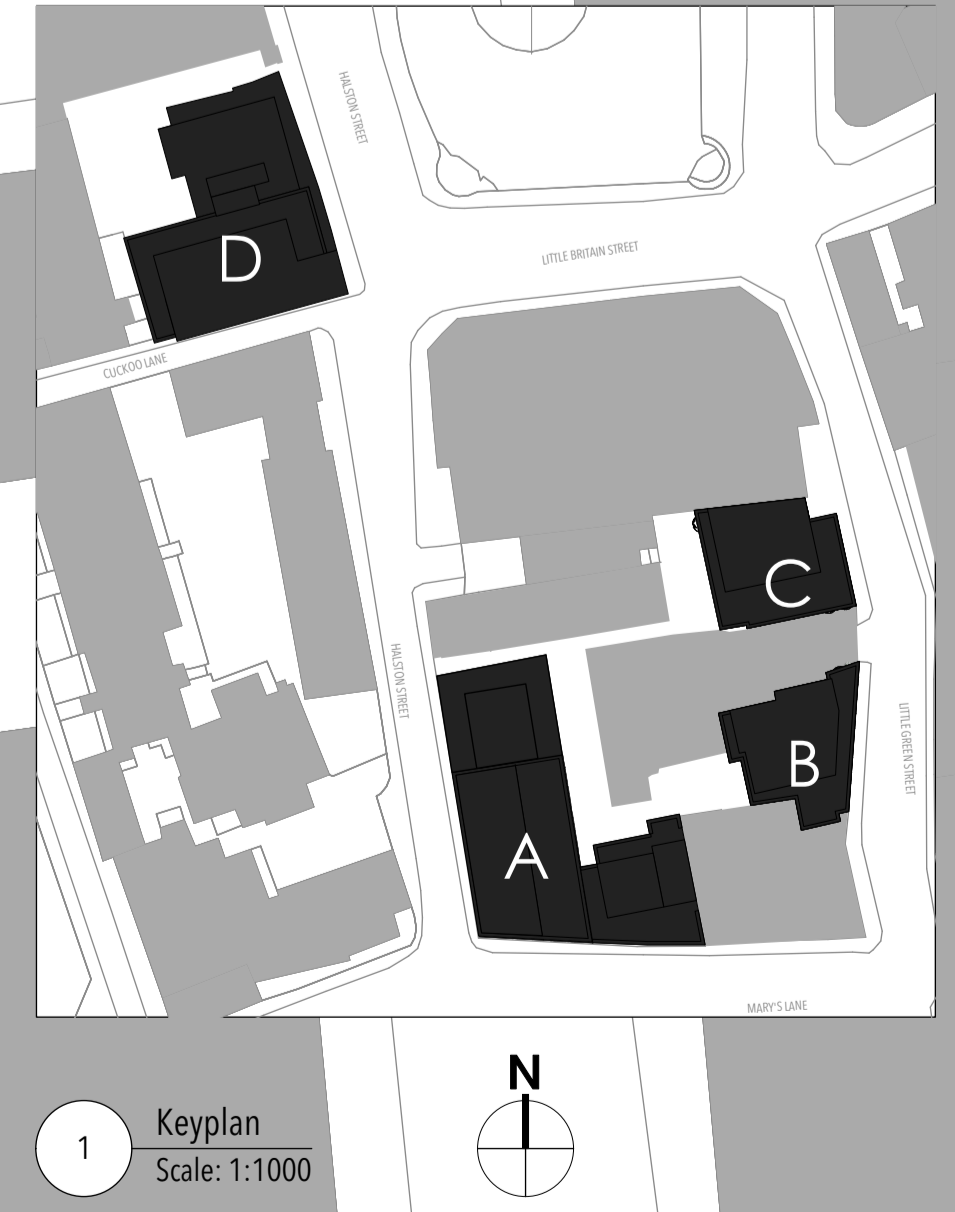 HALSTON STREET
LITTLE BRITAIN STREET
D
CUCKOO LANE
C
HALSTON STREET
LITTLE GREEN STREET
B
A
MARY'S LANE
N
1
Keyplan
Scale: 1:1000